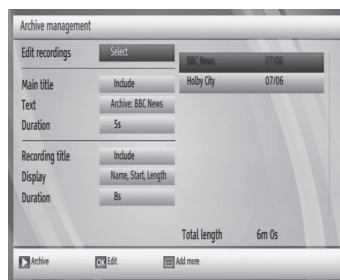 Archive management
Edit recordings Select
BBC News 07/06
Main title Include
Holby City 07/06
Text Archive: BBC News
Duration 5s
Recording title Include
Display Name, Start, Length
Duration 8s
Total length 6m 0s
Archive OK Edit Add more